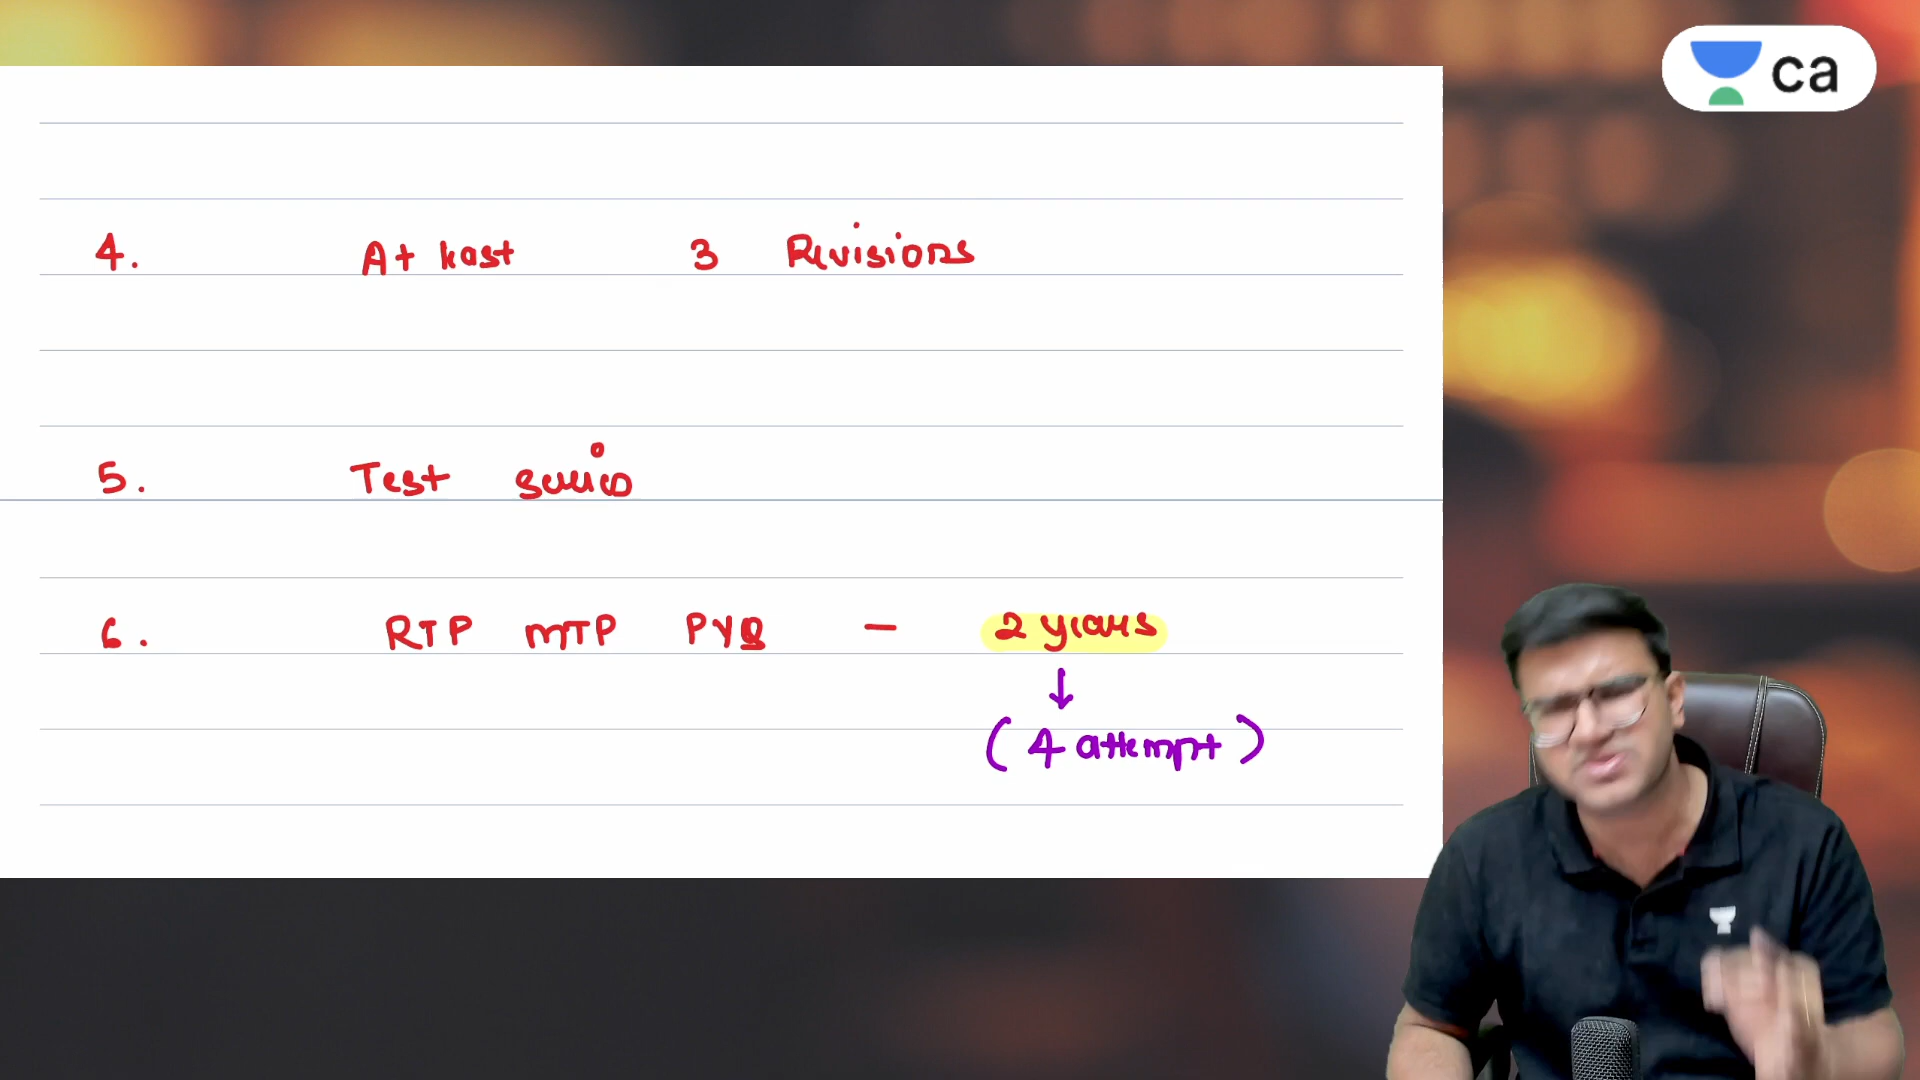 ca
4. At least 3 Revisions
5. Test series
6. RTP MTP PYQ - 2 years
(4 attempt)